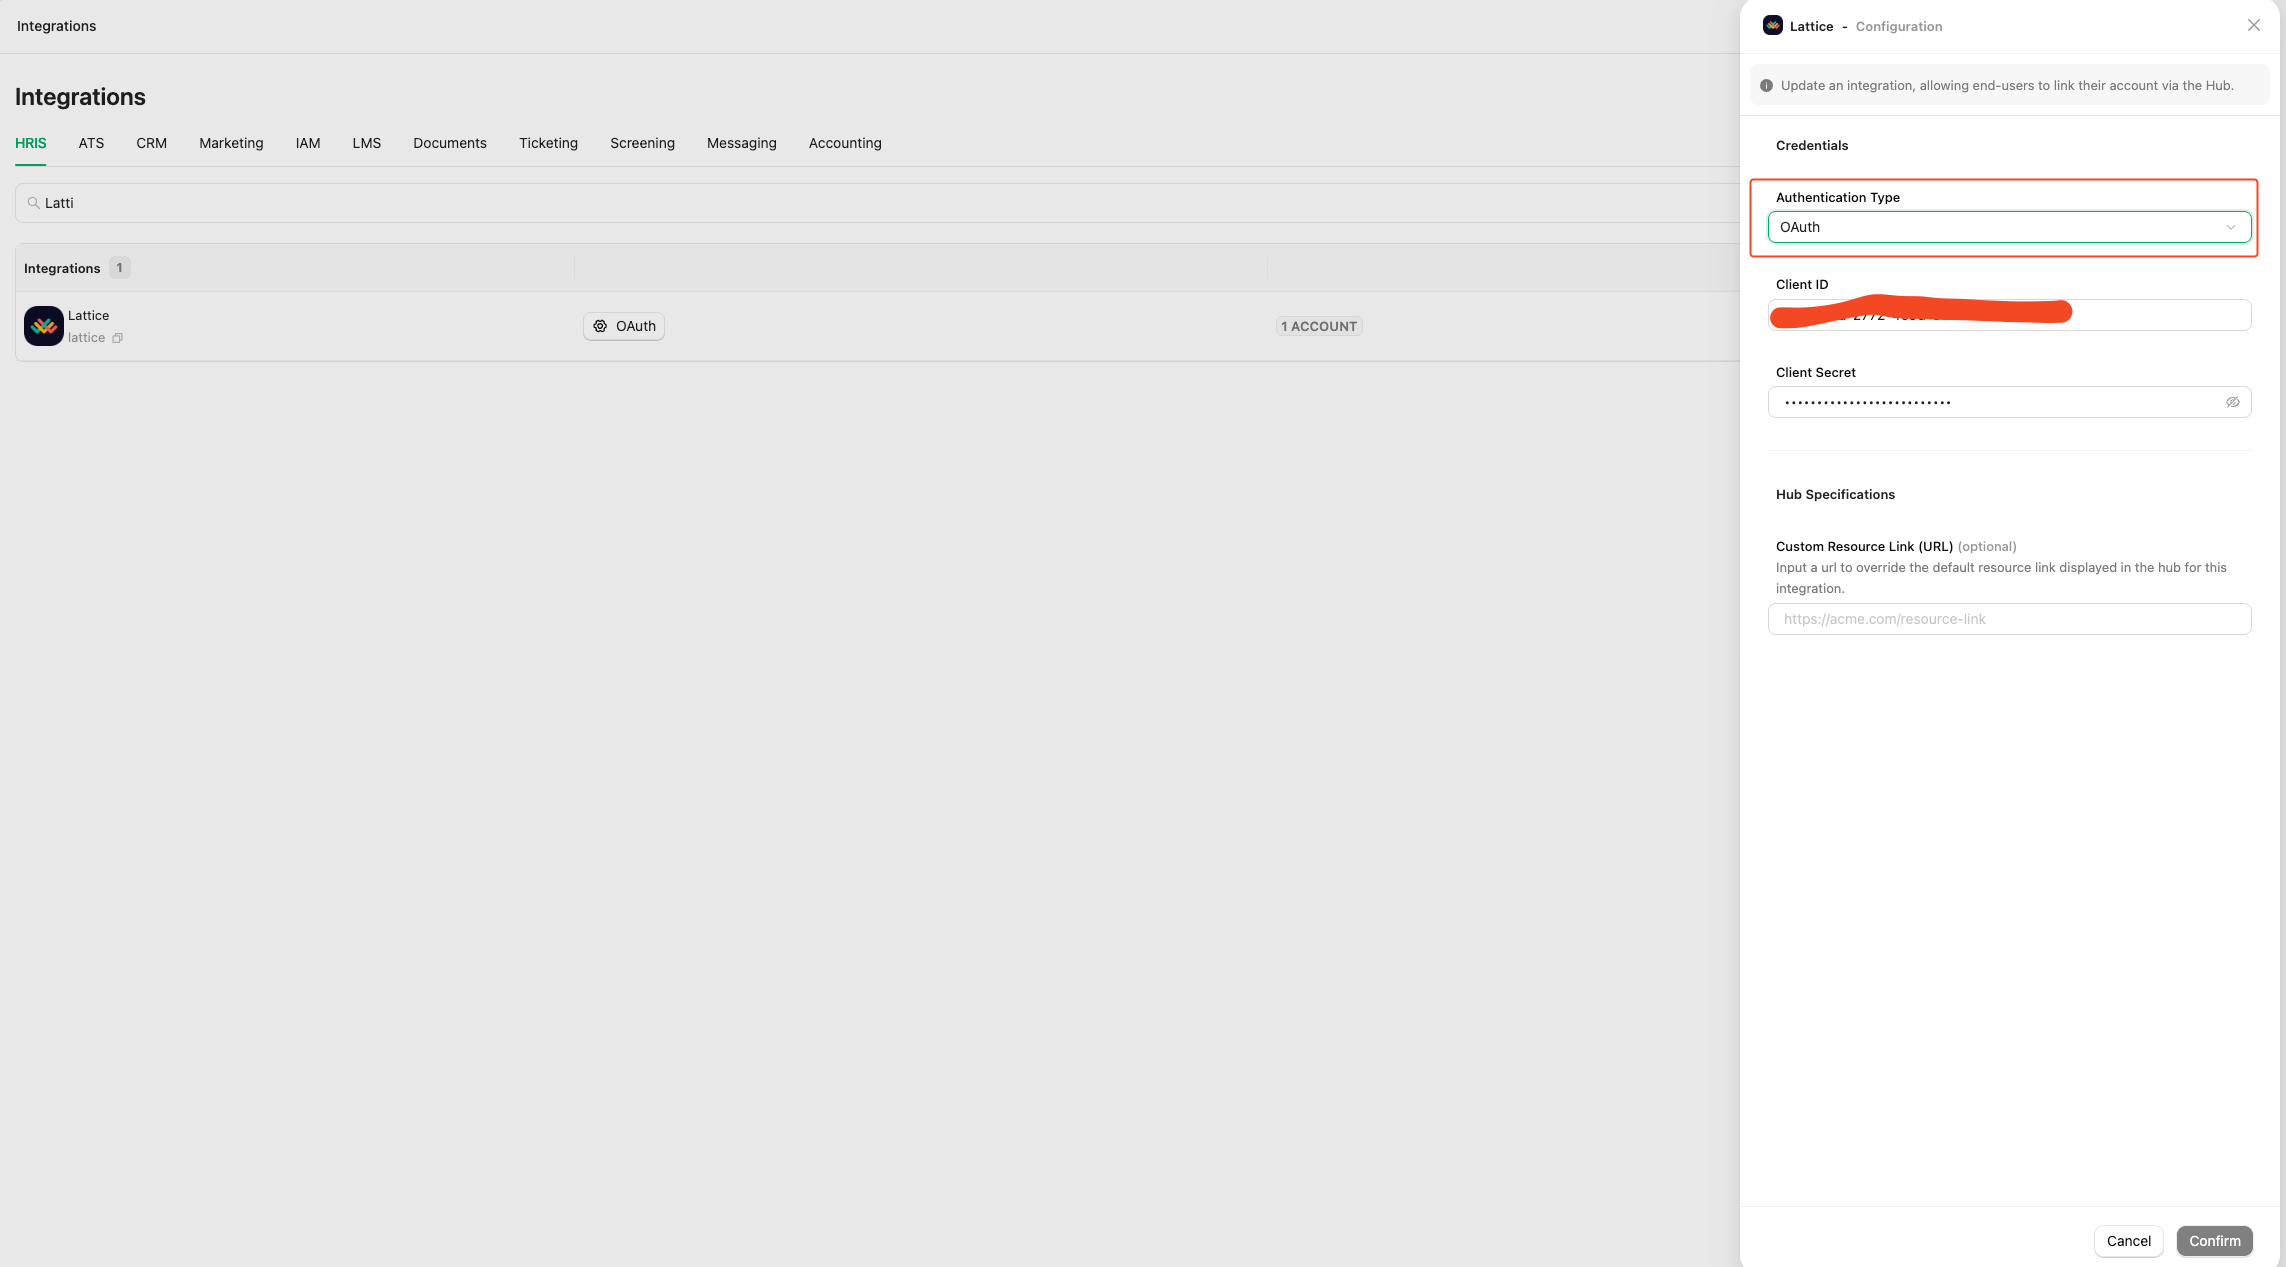 Integrations
Integrations
HRIS ATS CRM Marketing IAM LMS Documents Ticketing Screening Messaging Accounting
Latti
Integrations 1
Lattice
lattice
OAuth
1 ACCOUNT
Lattice - Configuration
Update an integration, allowing end-users to link their account via the Hub.
Credentials
Authentication Type
OAuth
Client ID
Client Secret
Hub Specifications
Custom Resource Link (URL) (optional)
Input a url to override the default resource link displayed in the hub for this
integration.
https://acme.com/resource-link
Cancel Confirm